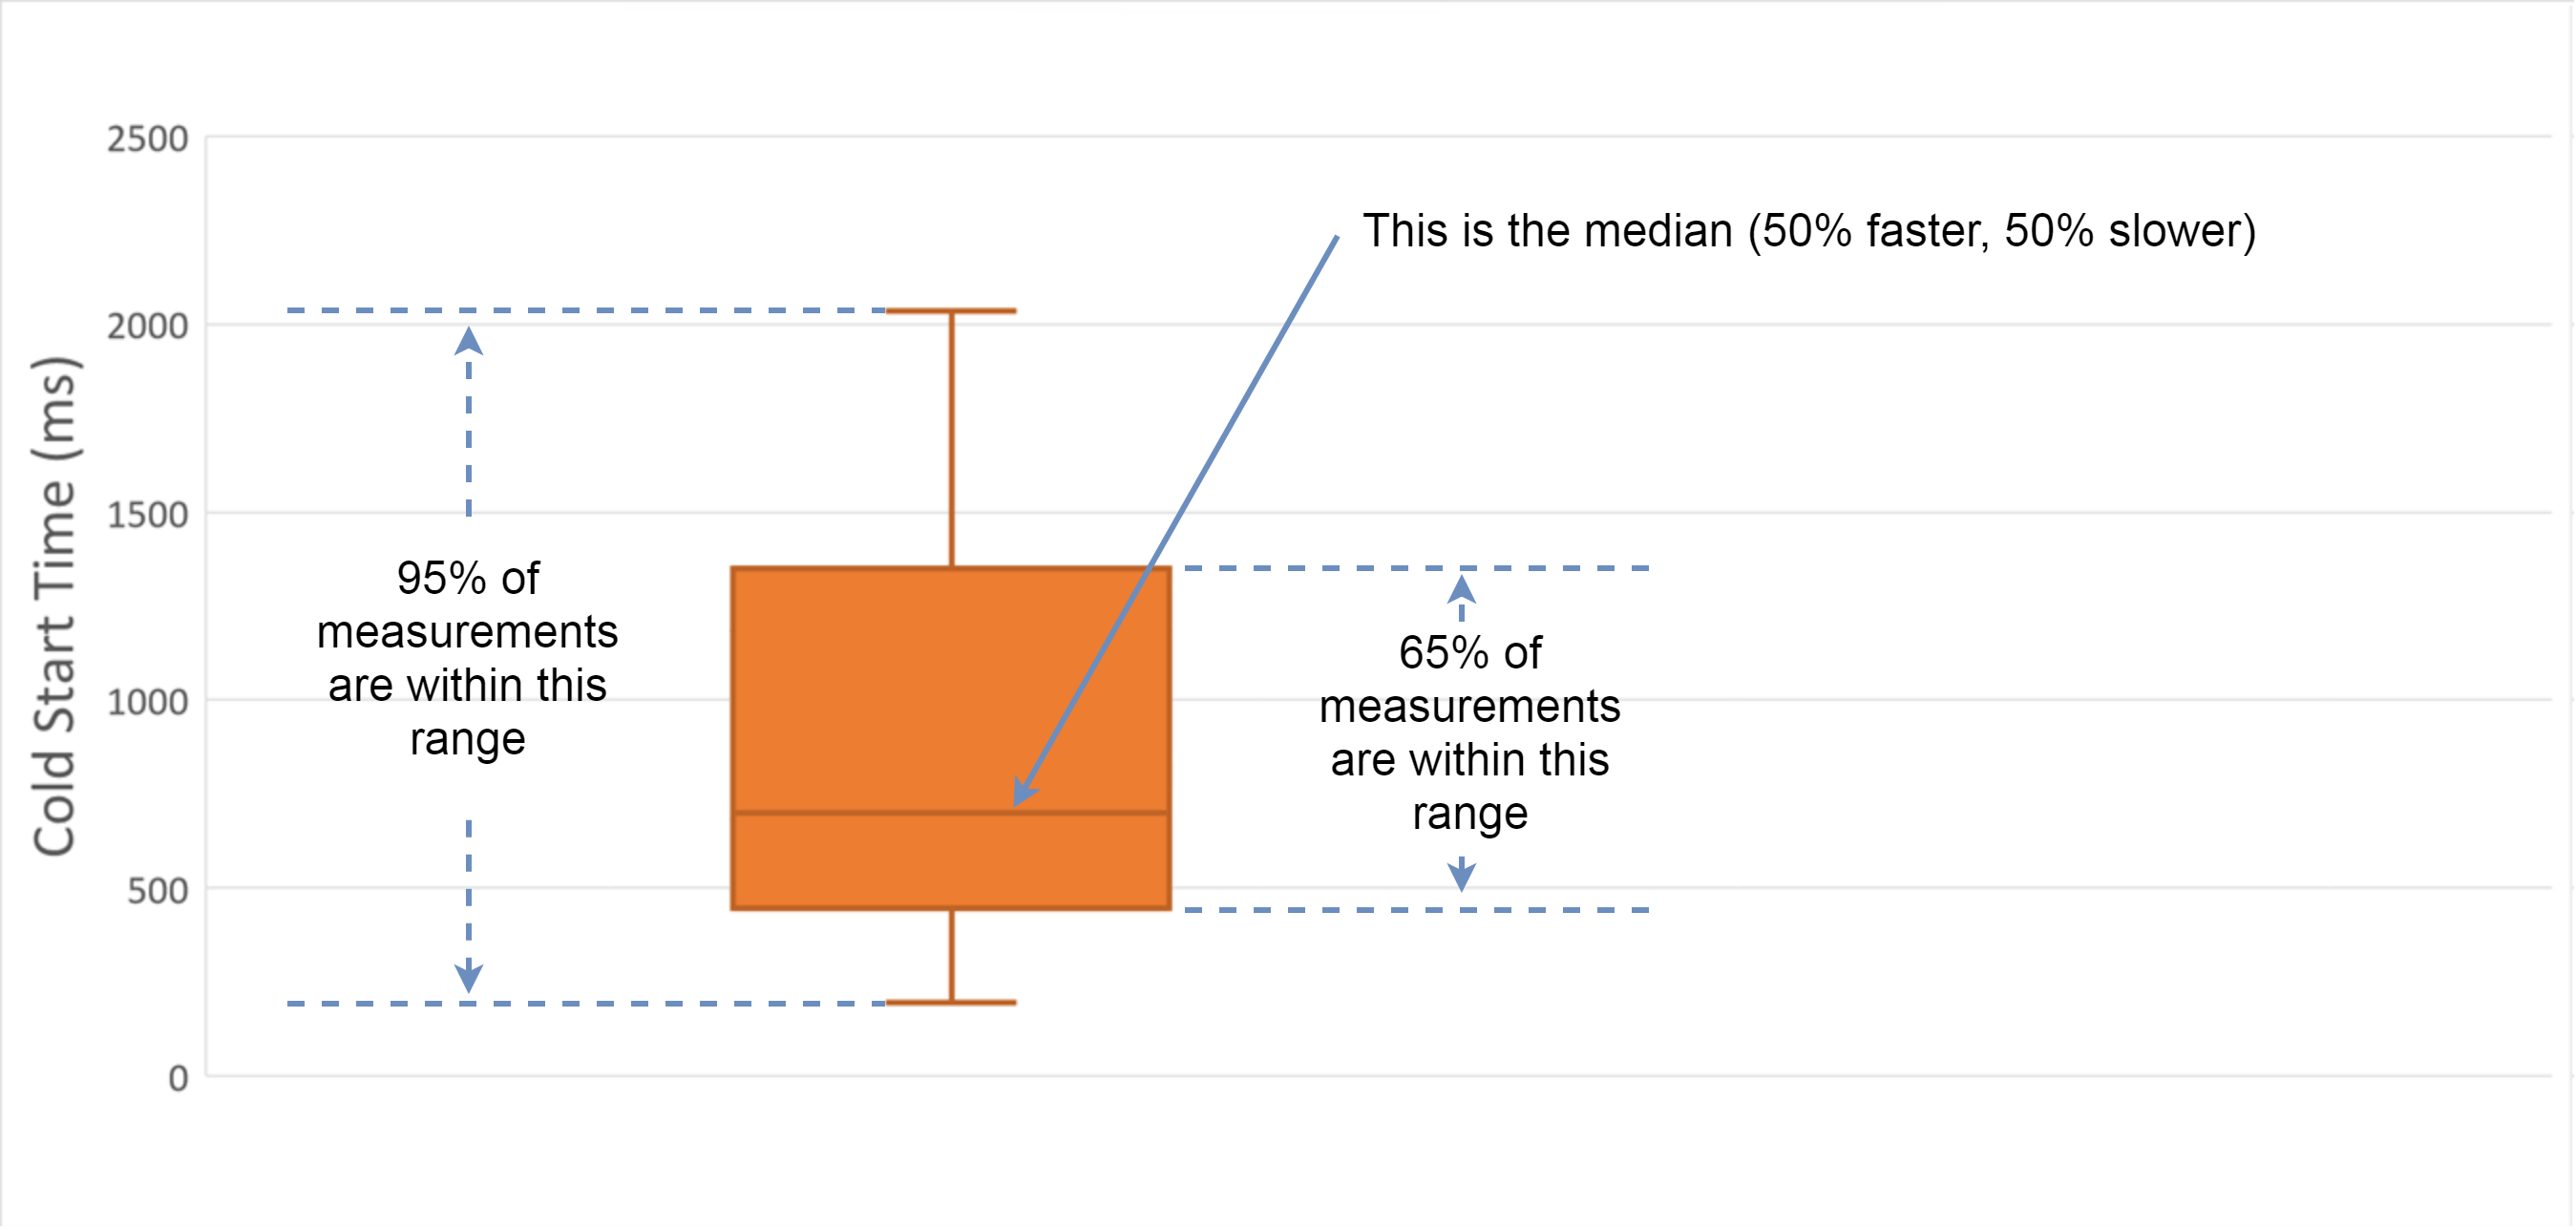 2500
This is the median (50% faster, 50% slower)
2000
Cold Start Time (ms)
1500
95% of
measurements
are within this
range
65% of
measurements
are within this
range
1000
500
0